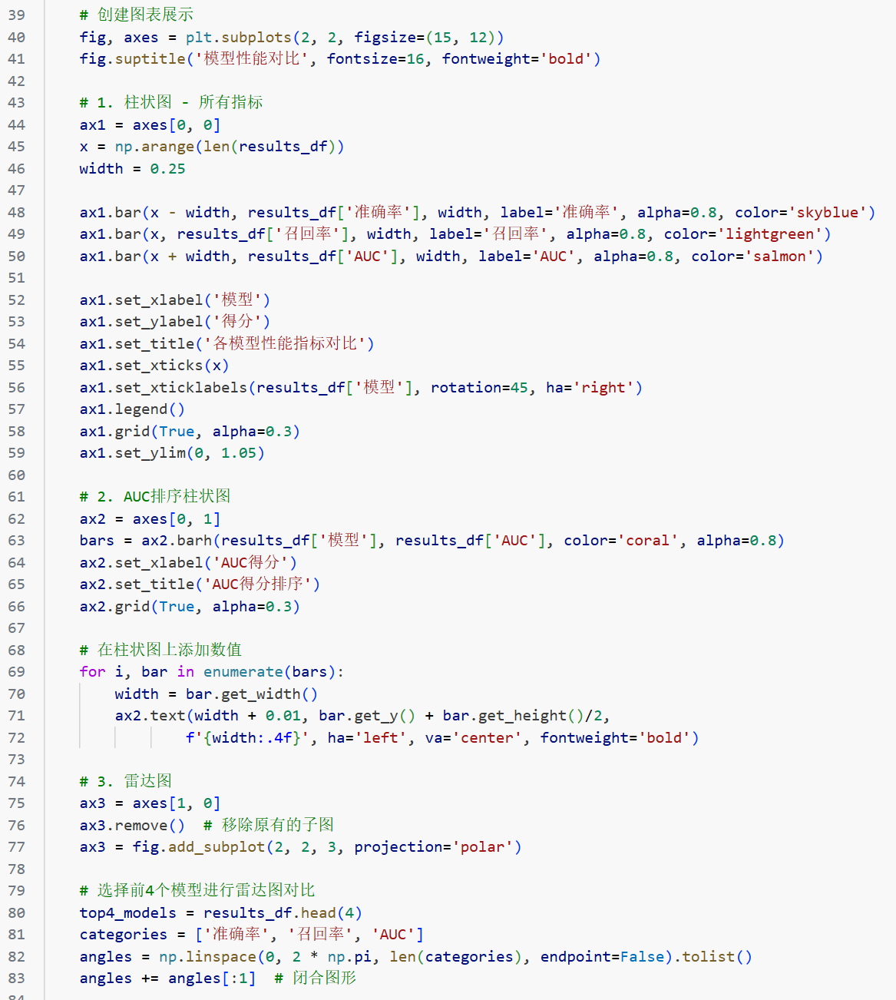 39 # 创建图表展示
40 fig, axes = plt.subplots(2, 2, figsize=(15, 12))
41 fig.suptitle('模型性能对比', fontsize=16, fontweight='bold')
42
43 # 1. 柱状图 - 所有指标
44 ax1 = axes[0, 0]
45 x = np.arange(len(results_df))
46 width = 0.25
47
48 ax1.bar(x - width, results_df['准确率'], width, label='准确率', alpha=0.8, color='skyblue')
49 ax1.bar(x, results_df['召回率'], width, label='召回率', alpha=0.8, color='lightgreen')
50 ax1.bar(x + width, results_df['AUC'], width, label='AUC', alpha=0.8, color='salmon')
51
52 ax1.set_xlabel('模型')
53 ax1.set_ylabel('得分')
54 ax1.set_title('各模型性能指标对比')
55 ax1.set_xticks(x)
56 ax1.set_xticklabels(results_df['模型'], rotation=45, ha='right')
57 ax1.legend()
58 ax1.grid(True, alpha=0.3)
59 ax1.set_ylim(0, 1.05)
60
61 # 2. AUC排序柱状图
62 ax2 = axes[0, 1]
63 bars = ax2.barh(results_df['模型'], results_df['AUC'], color='coral', alpha=0.8)
64 ax2.set_xlabel('AUC得分')
65 ax2.set_title('AUC得分排序')
66 ax2.grid(True, alpha=0.3)
67
68 # 在柱状图上添加数值
69 for i, bar in enumerate(bars):
70     width = bar.get_width()
71     ax2.text(width + 0.01, bar.get_y() + bar.get_height()/2,
72             f'{width:.4f}', ha='left', va='center', fontweight='bold')
73
74 # 3. 雷达图
75 ax3 = axes[1, 0]
76 ax3.remove()  # 移除原有的子图
77 ax3 = fig.add_subplot(2, 2, 3, projection='polar')
78
79 # 选择前4个模型进行雷达图对比
80 top4_models = results_df.head(4)
81 categories = ['准确率', '召回率', 'AUC']
82 angles = np.linspace(0, 2 * np.pi, len(categories), endpoint=False).tolist()
83 angles += angles[:1]  # 闭合图形